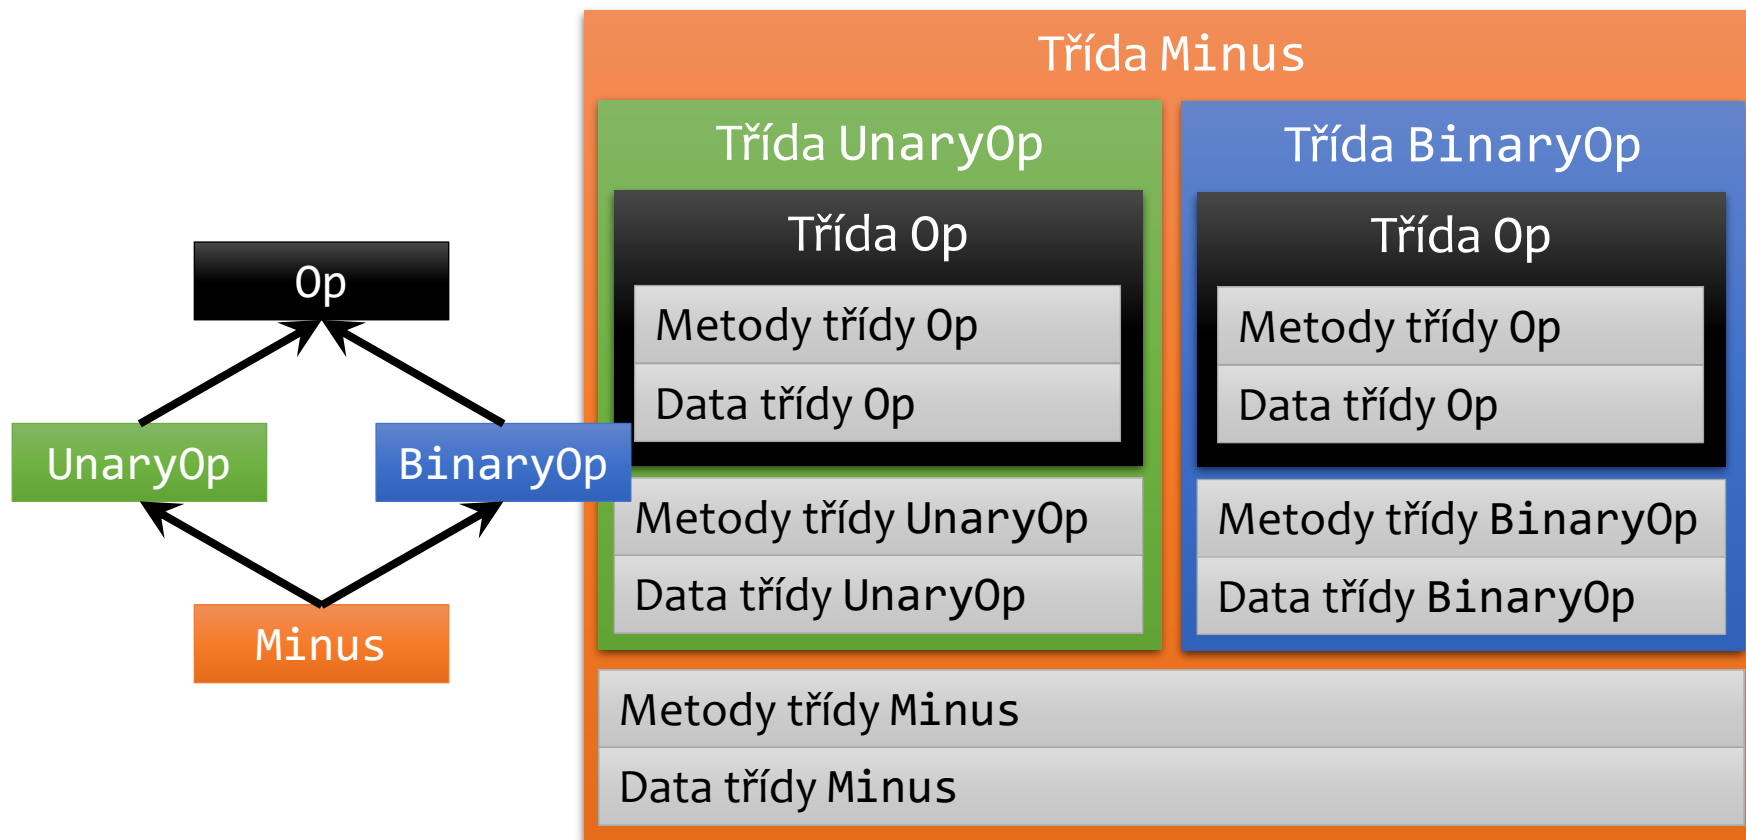 Op
UnaryOp
BinaryOp
Minus
Třída Minus
Třída UnaryOp
Třída Op
Metody třídy Op
Data třídy Op
Metody třídy UnaryOp
Data třídy UnaryOp
Třída BinaryOp
Třída Op
Metody třídy Op
Data třídy Op
Metody třídy BinaryOp
Data třídy BinaryOp
Metody třídy Minus
Data třídy Minus